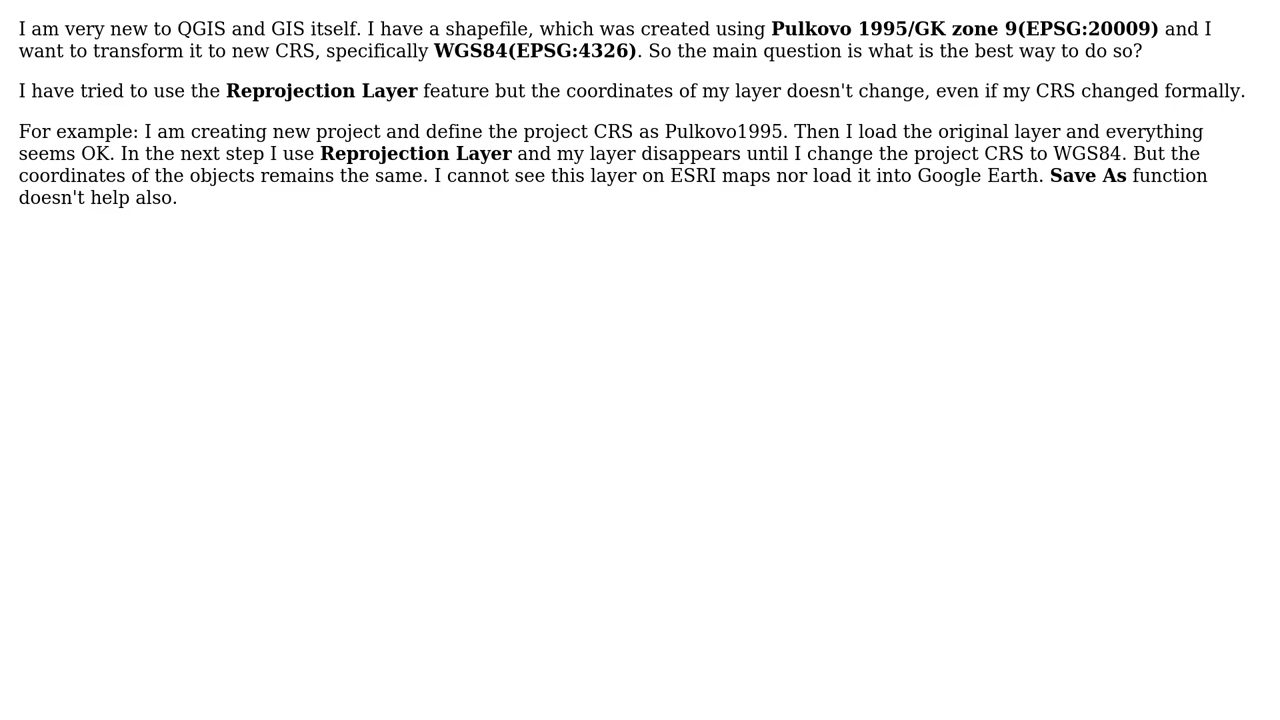 I am very new to QGIS and GIS itself. I have a shapefile, which was created using Pulkovo 1995/GK zone 9(EPSG:20009) and I
want to transform it to new CRS, specifically WGS84(EPSG:4326). So the main question is what is the best way to do so?
I have tried to use the Reprojection Layer feature but the coordinates of my layer doesn't change, even if my CRS changed formally.
For example: I am creating new project and define the project CRS as Pulkovo1995. Then I load the original layer and everything
seems OK. In the next step I use Reprojection Layer and my layer disappears until I change the project CRS to WGS84. But the
coordinates of the objects remains the same. I cannot see this layer on ESRI maps nor load it into Google Earth. Save As function
doesn't help also.